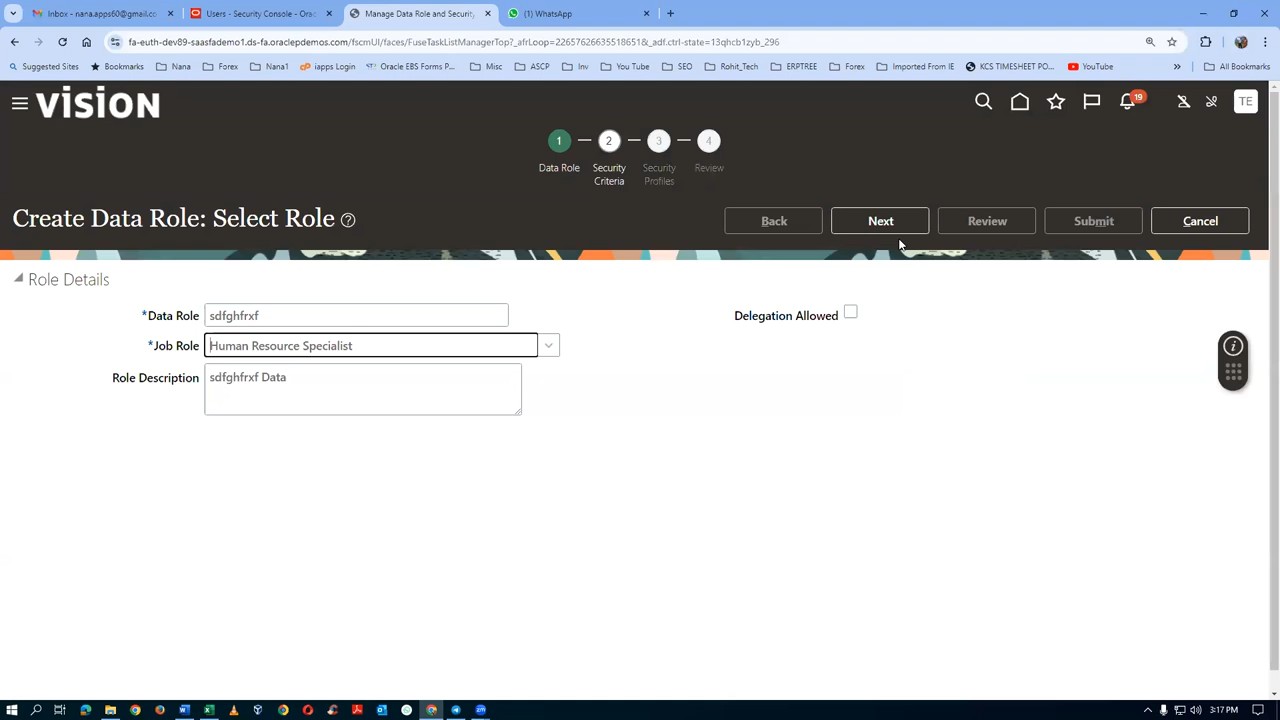 Inbox - nana.apps60@gmail.co
Users - Security Console - Orac
Manage Data Role and Security
(1) WhatsApp
fa-euth-dev89-saasfademo1.ds-fa.oraclepdemos.com/fscmUI/faces/FuseTaskListManagerTop?_afrLoop=22657626635518651&_adf.ctrl-state=13qhcb1zyb_296
Suggested Sites
Bookmarks
Nana
Forex
Nana1
iapps Login
Oracle EBS Forms P...
Misc
ASCP
Inv
You Tube
SEO
Rohit_Tech
ERPTREE
Forex
Imported From IE
KCS TIMESHEET PO...
YouTube
»
All Bookmarks
VISION
19
TE
1
2
3
4
Data Role
Security Criteria
Security Profiles
Review
Create Data Role: Select Role
Back
Next
Review
Submit
Cancel
Role Details
*Data Role sdfghfrxf
Delegation Allowed
*Job Role Human Resource Specialist
Role Description sdfghfrxf Data
3:17 PM